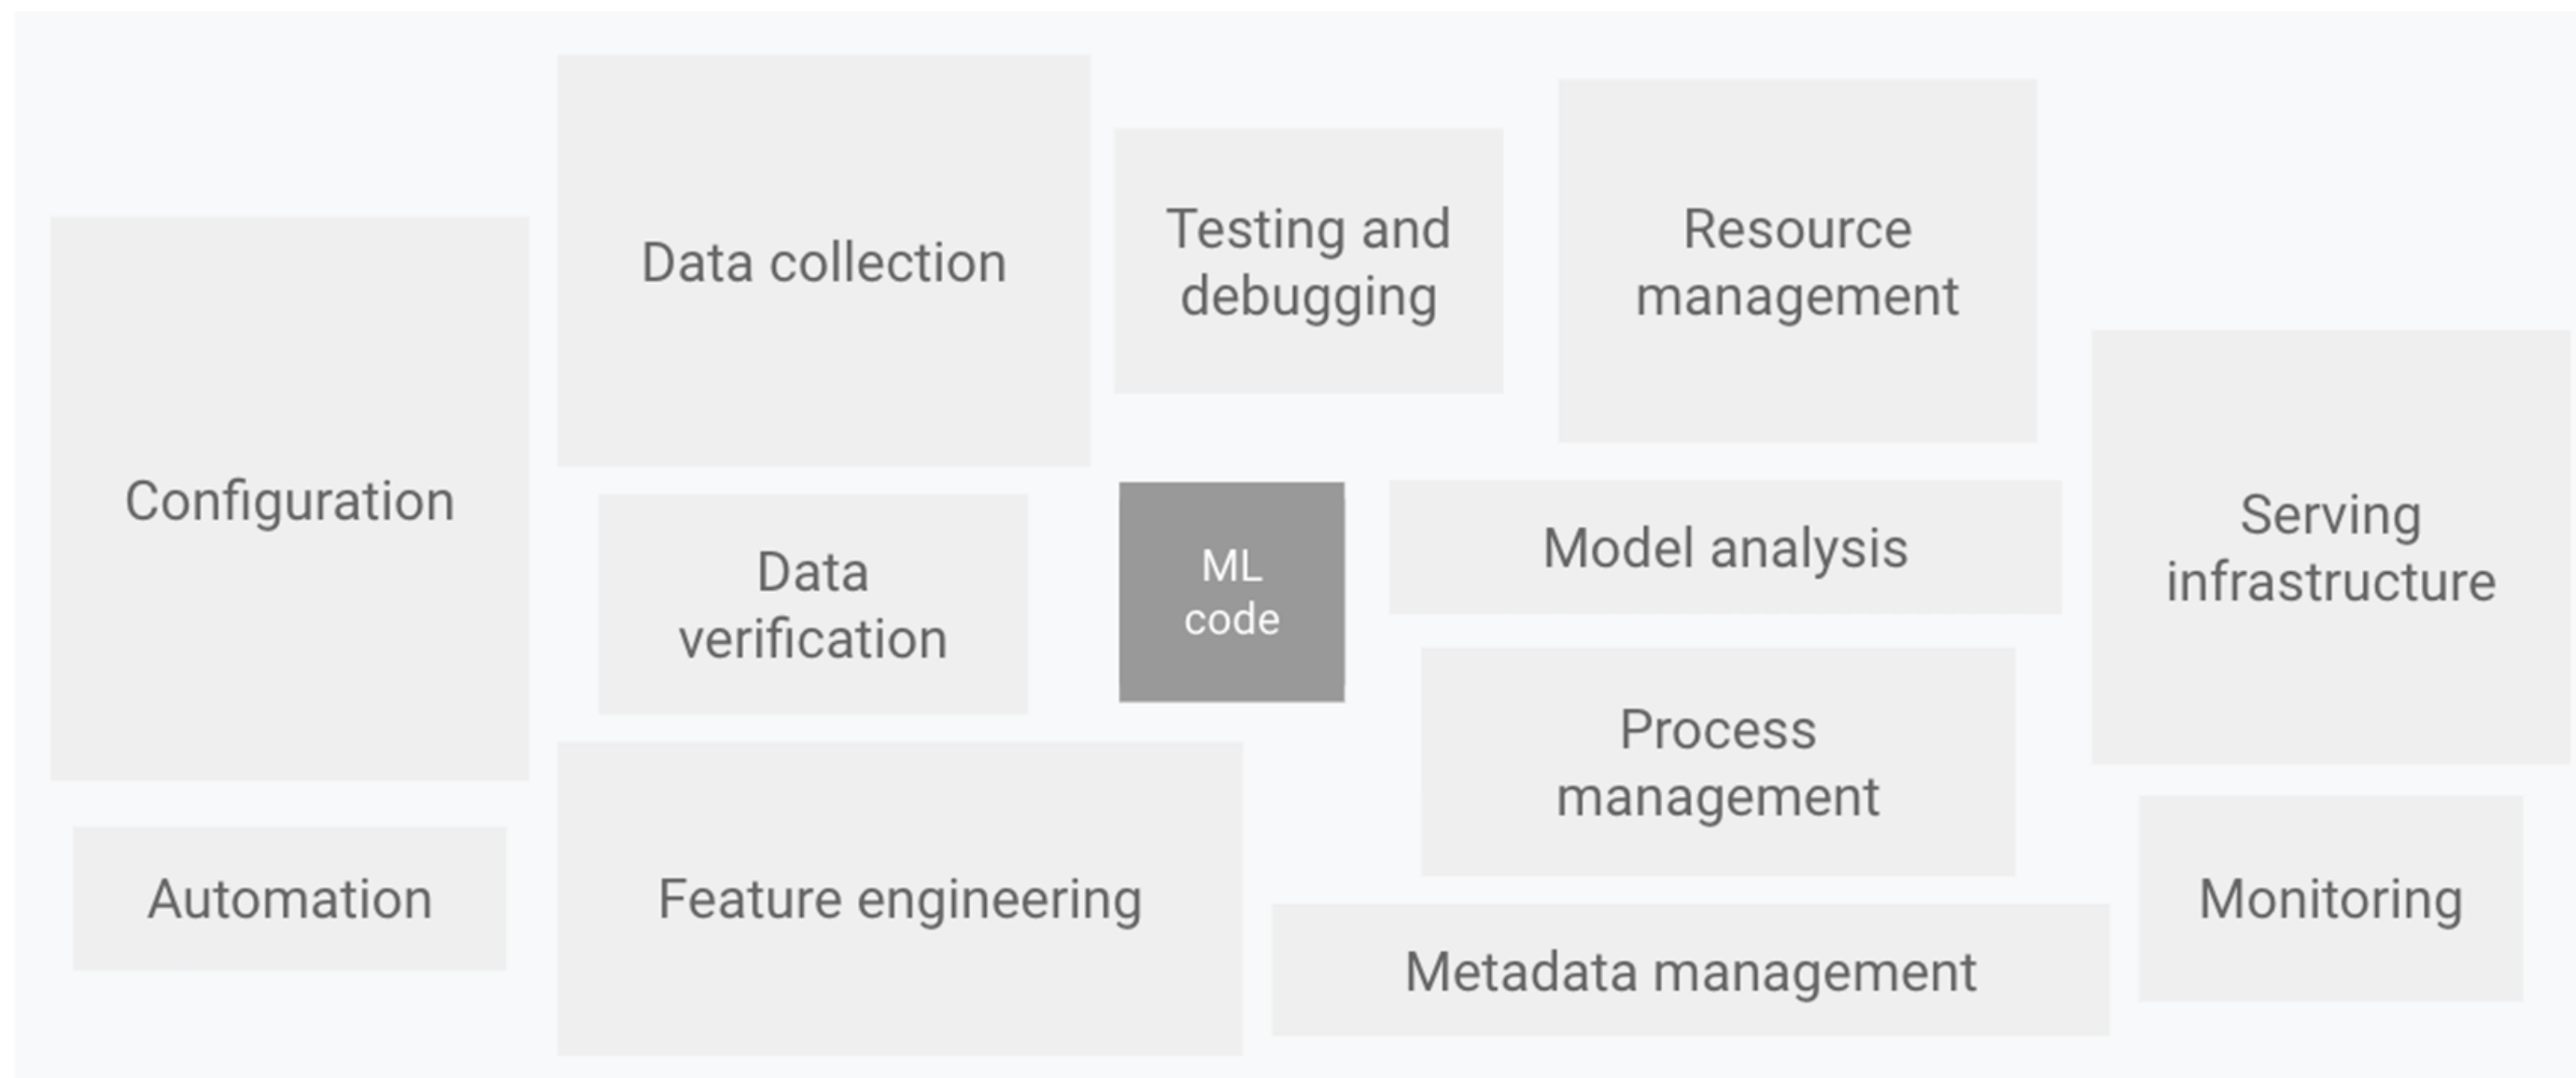 Data collection
Testing and
debugging
Resource
management
Configuration
Data
verification
ML
code
Model analysis
Serving
infrastructure
Process
management
Automation
Feature engineering
Metadata management
Monitoring